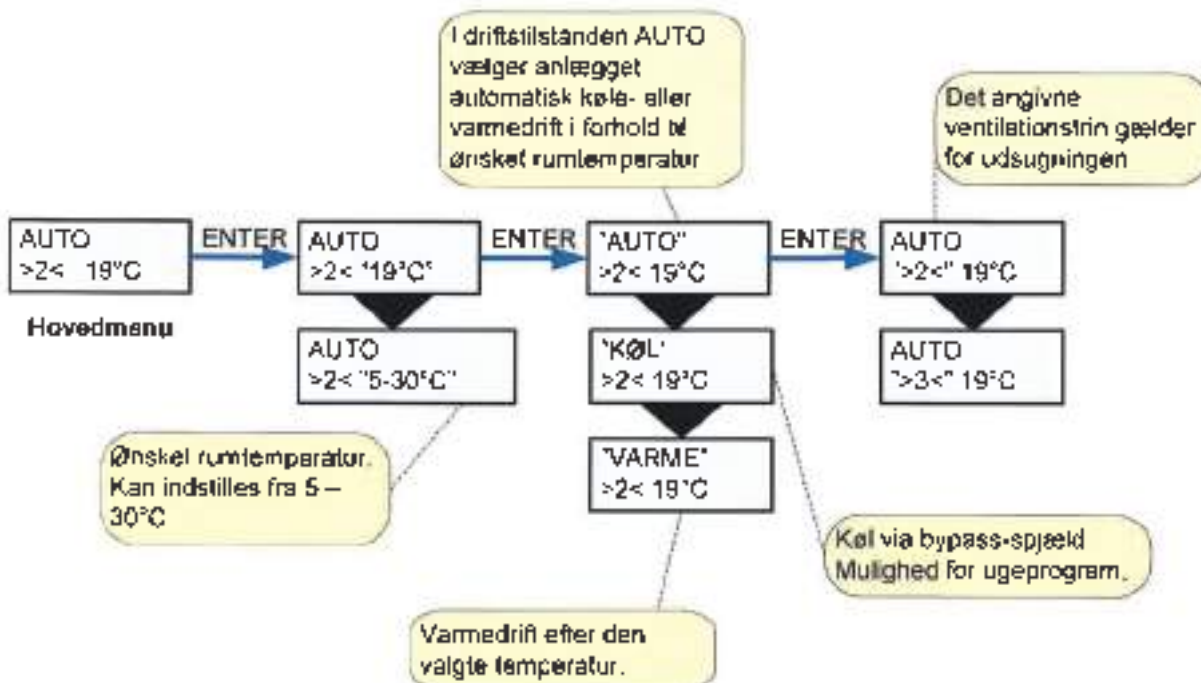 I driftstilstanden AUTO
vælger anlægget
automatisk køle- eller
varmedrift i forhold til
ønsket rumtemperatur
Det angivne
ventilationstrin gælder
for udsugningen
AUTO
>2< 19°C
ENTER
AUTO
>2< "19°C"
ENTER
"AUTO"
>2< 19°C
ENTER
AUTO
">2<" 19°C
Hovedmenu
AUTO
>2< "5-30°C"
"KØL"
>2< 19°C
AUTO
">3<" 19°C
"VARME"
>2< 19°C
Ønsket rumtemperatur.
Kan indstilles fra 5 –
30°C
Køl via bypass-spjæld
Mulighed for ugeprogram.
Varmedrift efter den
valgte temperatur.